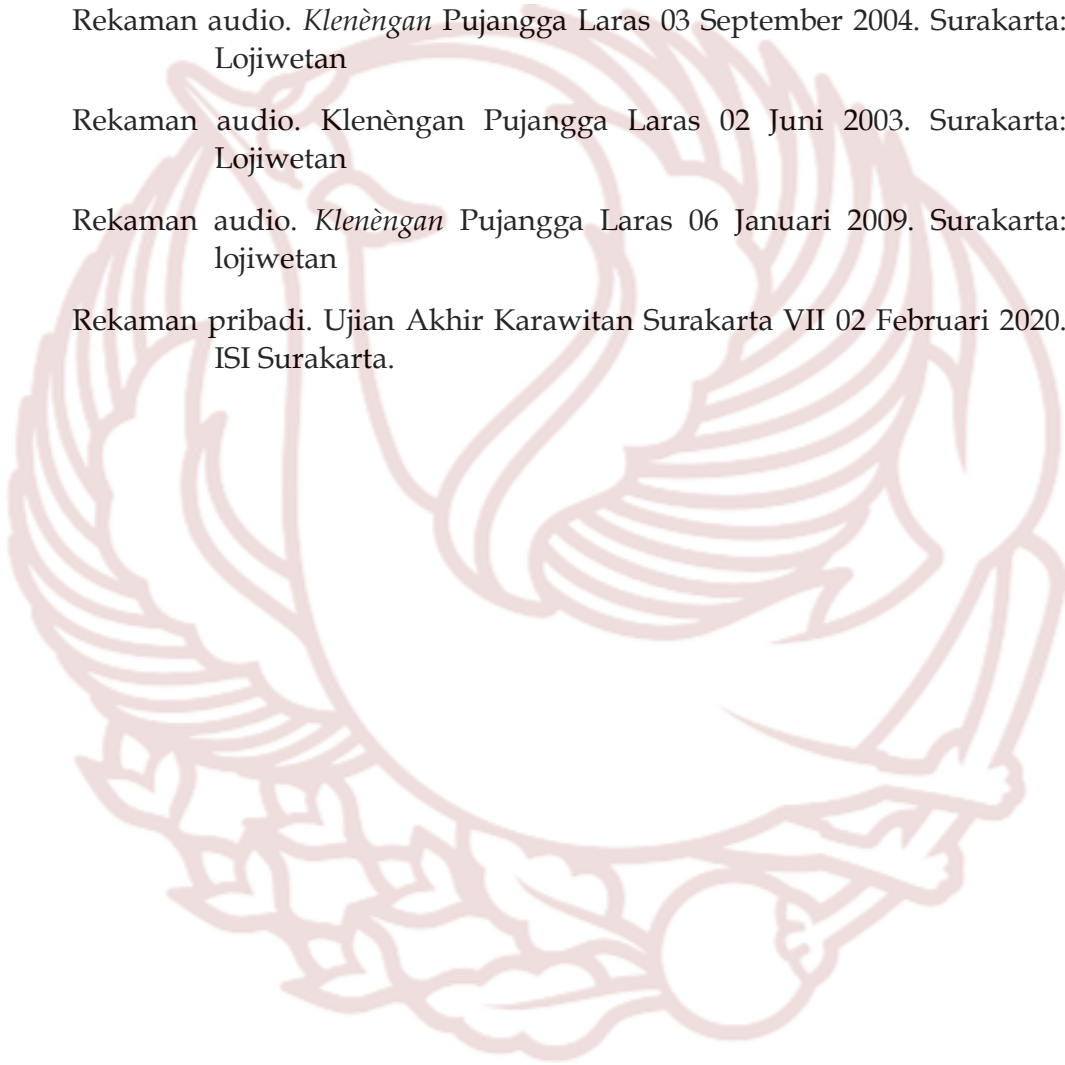 Rekaman audio. Klenèngan Pujangga Laras 03 September 2004. Surakarta:
Lojiwetan
Rekaman audio. Klenèngan Pujangga Laras 02 Juni 2003. Surakarta:
Lojiwetan
Rekaman audio. Klenèngan Pujangga Laras 06 Januari 2009. Surakarta:
lojiwetan
Rekaman pribadi. Ujian Akhir Karawitan Surakarta VII 02 Februari 2020.
ISI Surakarta.